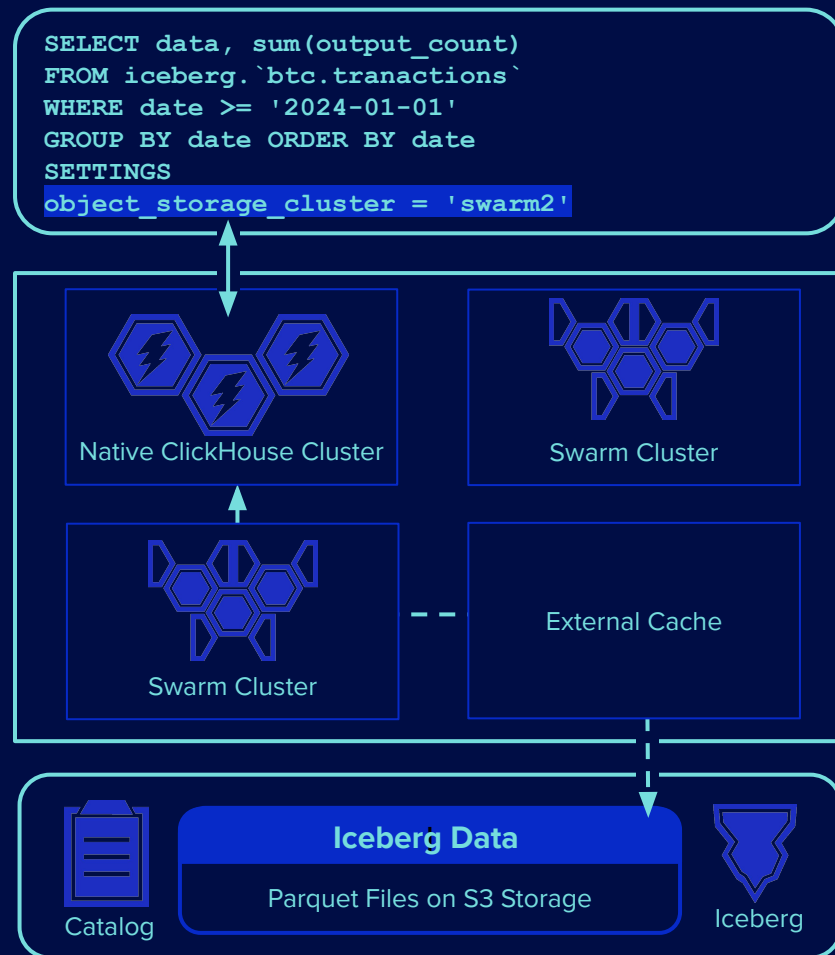 SELECT data, sum(output_count)
FROM iceberg.`btc.tranactions`
WHERE date >= '2024-01-01'
GROUP BY date ORDER BY date
SETTINGS
object_storage_cluster = 'swarm2'
Native ClickHouse Cluster
Swarm Cluster
Swarm Cluster
External Cache
Iceberg Data
Parquet Files on S3 Storage
Catalog
Iceberg